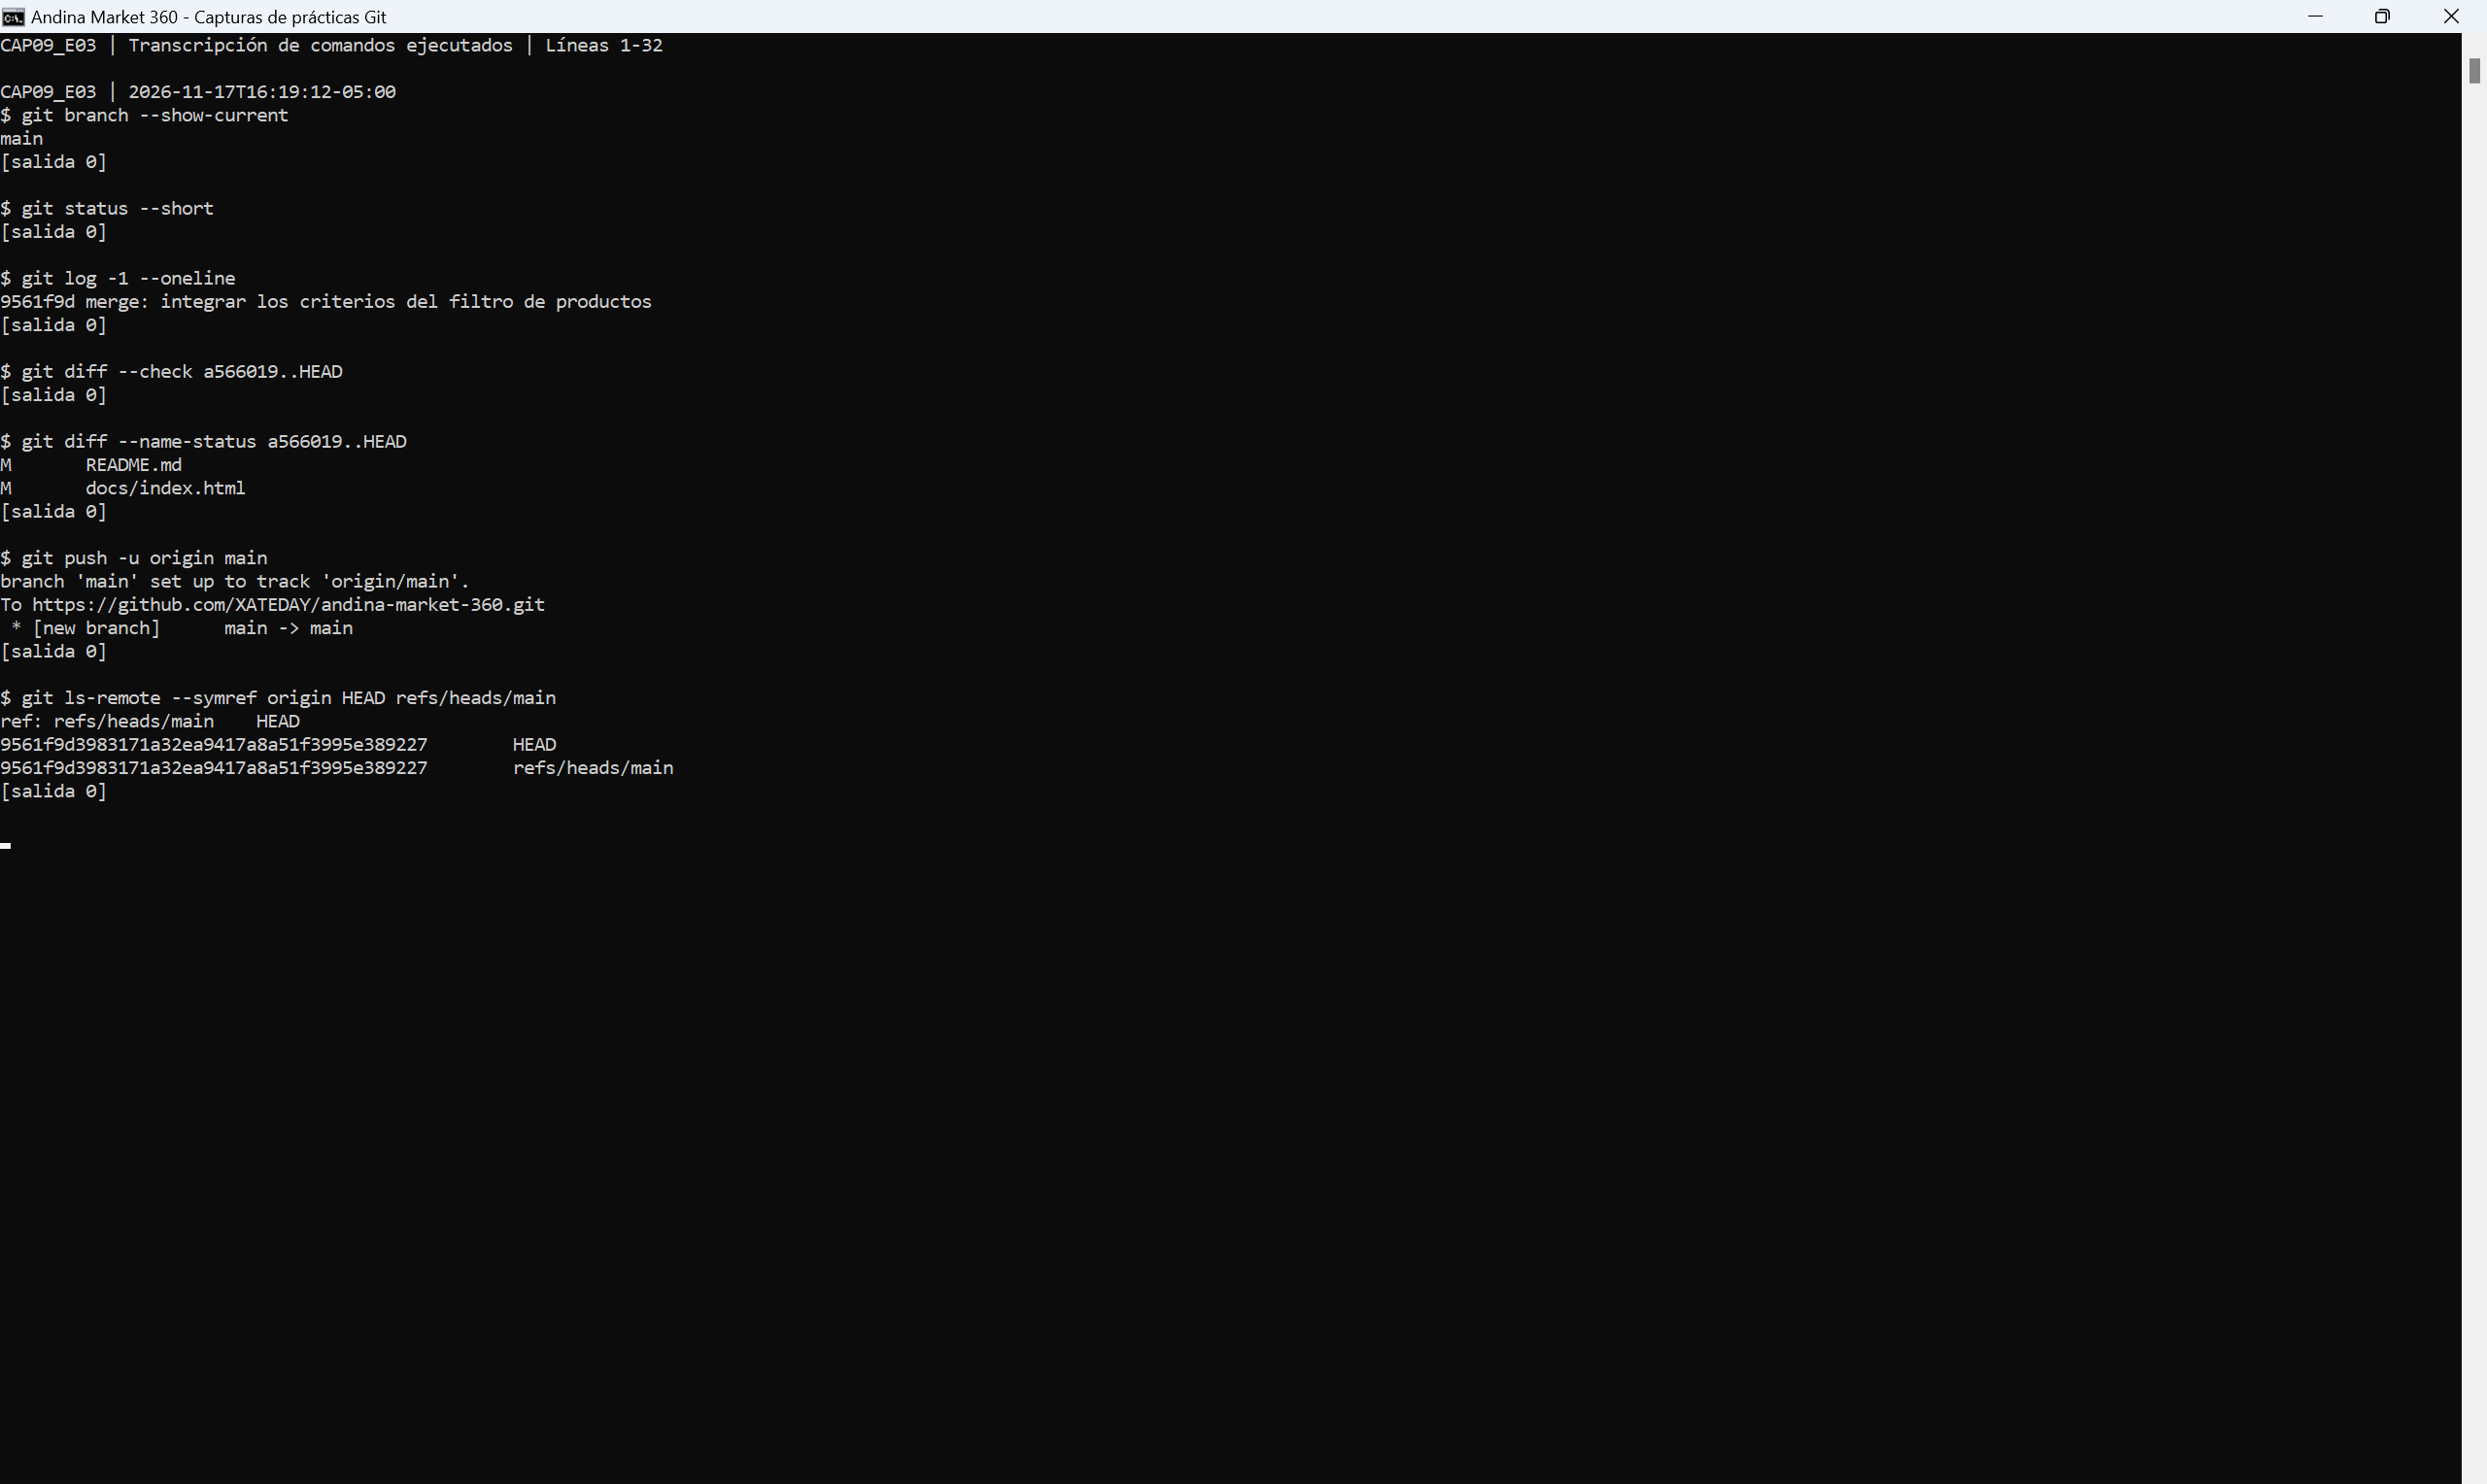 Andina Market 360 - Capturas de prácticas Git
CAP09_E03 | Transcripción de comandos ejecutados | Líneas 1-32
CAP09_E03 | 2026-11-17T16:19:12-05:00
$ git branch --show-current
main
[salida 0]
$ git status --short
[salida 0]
$ git log -1 --oneline
9561f9d merge: integrar los criterios del filtro de productos
[salida 0]
$ git diff --check a566019..HEAD
[salida 0]
$ git diff --name-status a566019..HEAD
M       README.md
M       docs/index.html
[salida 0]
$ git push -u origin main
branch 'main' set up to track 'origin/main'.
To https://github.com/XATEDAY/andina-market-360.git
 * [new branch]      main -> main
[salida 0]
$ git ls-remote --symref origin HEAD refs/heads/main
ref: refs/heads/main    HEAD
9561f9d3983171a32ea9417a8a51f3995e389227        HEAD
9561f9d3983171a32ea9417a8a51f3995e389227        refs/heads/main
[salida 0]